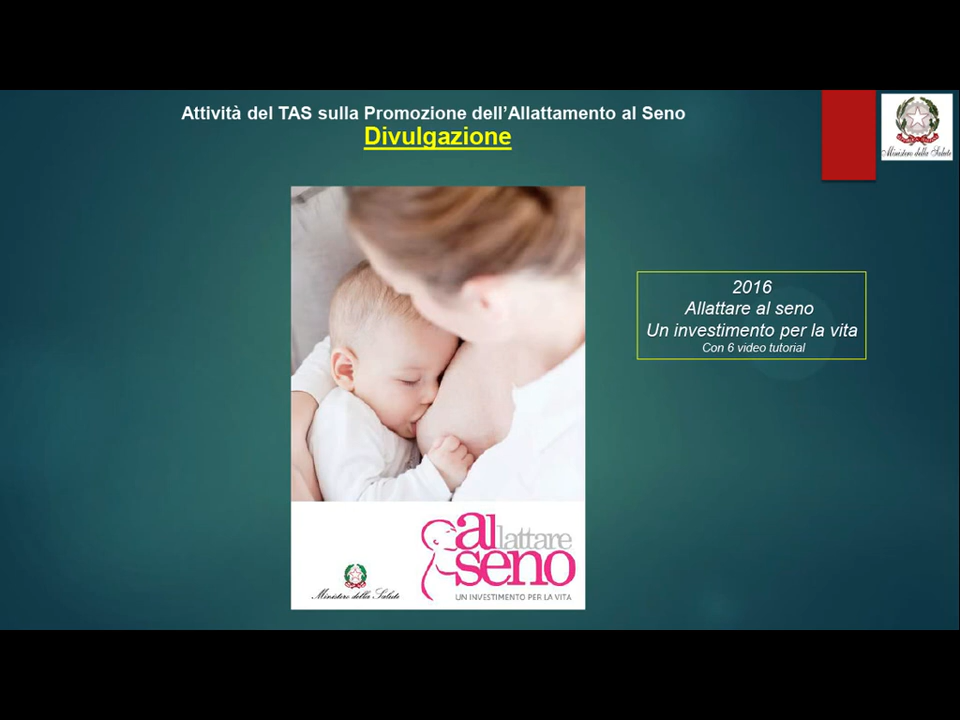 Attività del TAS sulla Promozione dell'Allattamento al Seno
Divulgazione
Ministero della Salute
2016
Allattare al seno
Un investimento per la vita
Con 6 video tutorial
allattare
al seno
UN INVESTIMENTO PER LA VITA
Ministero della Salute